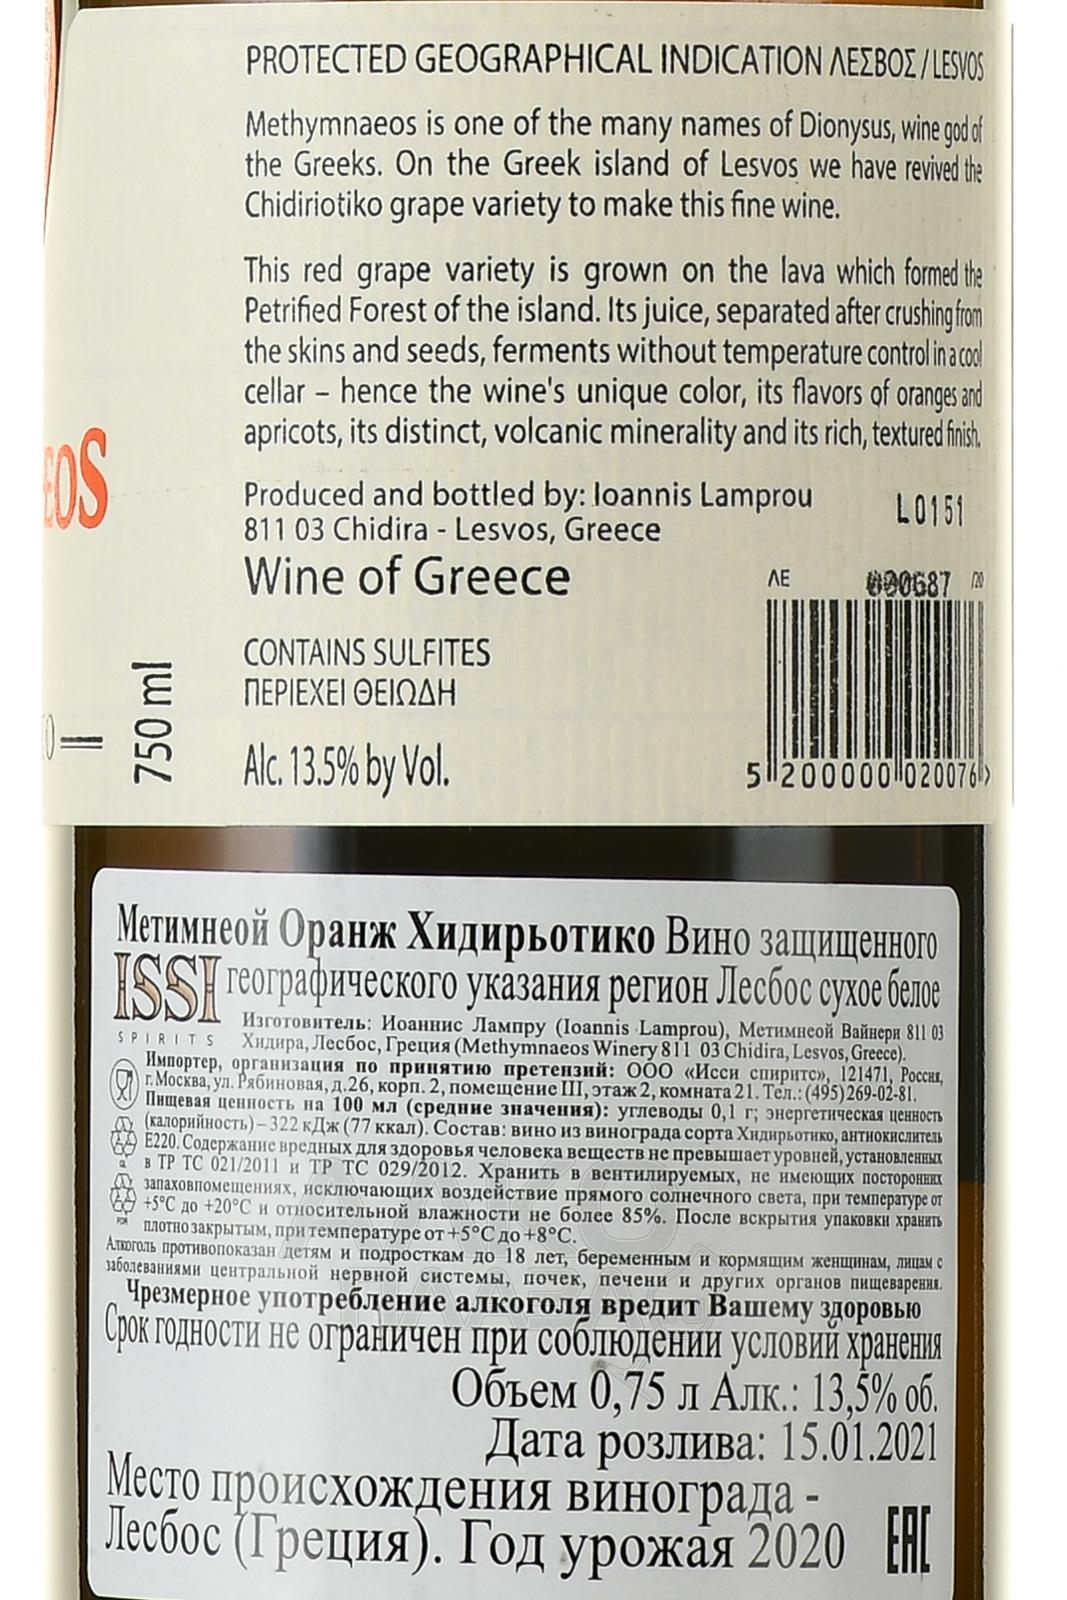 PROTECTED GEOGRAPHICAL INDICATION ΛΕΣΒΟΣ / LESVOS
Methymnaeos is one of the many names of Dionysus, wine god of
the Greeks. On the Greek island of Lesvos we have revived the
Chidiriotiko grape variety to make this fine wine.
This red grape variety is grown on the lava which formed the
Petrified Forest of the island. Its juice, separated after crushing from
the skins and seeds, ferments without temperature control in a cool
cellar – hence the wine's unique color, its flavors of oranges and
apricots, its distinct, volcanic minerality and its rich, textured finish.
EOS
Produced and bottled by: Ioannis Lamprou
L0151
811 03 Chidira - Lesvos, Greece
Wine of Greece
ΛΕ /20
CONTAINS SULFITES
ΠΕΡΙΕΧΕΙ ΘΕΙΩΔΗ
750 ml
Alc. 13.5% by Vol.
5 200000 020076 >
Метимнеой Оранж Хидирьотико Вино защищенного
ISSI географического указания регион Лесбос сухое белое
SPIRITS
Изготовитель: Иоаннис Лампру (Ioannis Lamprou), Метимнеой Вайнери 811 03
Хидира, Лесбос, Греция (Methymnaeos Winery 811 03 Chidira, Lesvos, Greece).
Импортер, организация по принятию претензий: ООО «Исси спиритс», 121471, Россия,
г. Москва, ул. Рябиновая, д.26, корп. 2, помещение III, этаж 2, комната 21. Тел.: (495) 269-02-81.
Пищевая ценность на 100 мл (средние значения): углеводы 0,1 г; энергетическая ценность
(калорийность) – 322 кДж (77 ккал). Состав: вино из винограда сорта Хидирьотико, антиокислитель
Е220. Содержание вредных для здоровья человека веществ не превышает уровней, установленных
в ТР ТС 021/2011 и ТР ТС 029/2012. Хранить в вентилируемых, не имеющих посторонних
запахов помещениях, исключающих воздействие прямого солнечного света, при температуре от
+5°С до +20°С и относительной влажности не более 85%. После вскрытия упаковки хранить
плотно закрытым, при температуре от +5°С до +8°С.
Алкоголь противопоказан детям и подросткам до 18 лет, беременным и кормящим женщинам, лицам с
заболеваниями центральной нервной системы, почек, печени и других органов пищеварения.
Чрезмерное употребление алкоголя вредит Вашему здоровью
Срок годности не ограничен при соблюдении условий хранения
Объем 0,75 л Алк.: 13,5% об.
Дата розлива: 15.01.2021
Место происхождения винограда -
Лесбос (Греция). Год урожая 2020
EAC